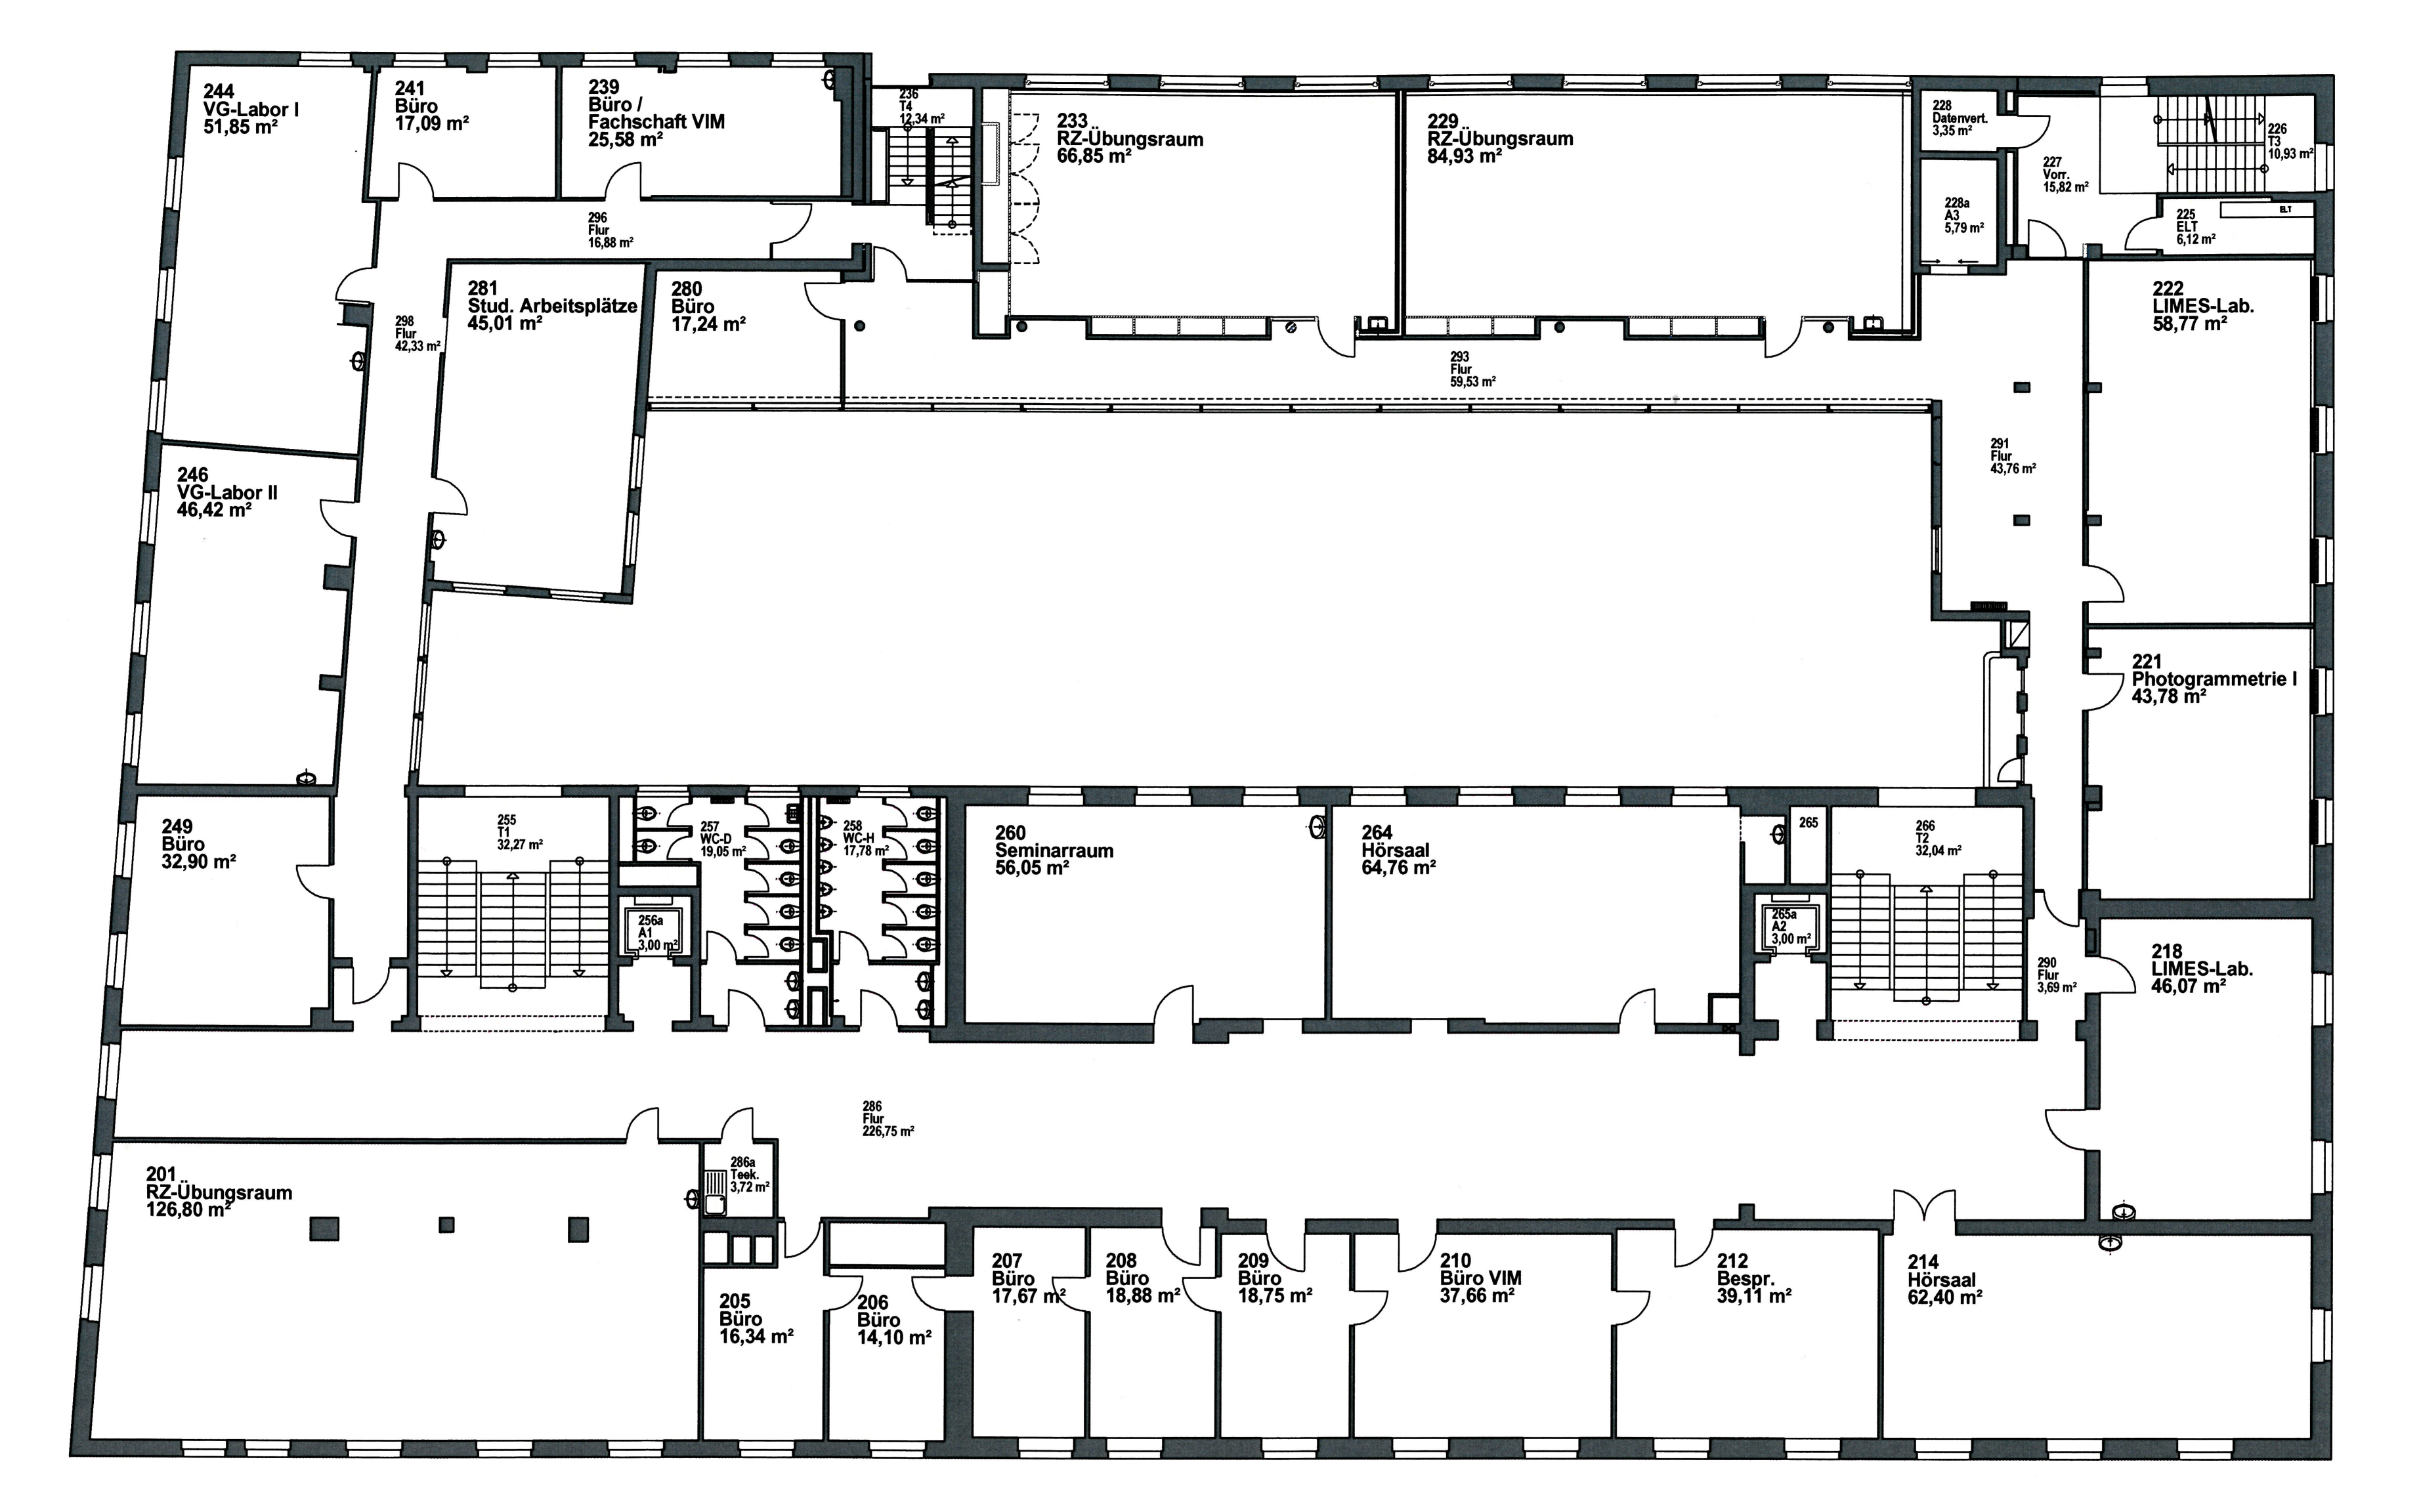 244
VG-Labor I
51,85 m²
241
Büro
17,09 m²
239
Büro /
Fachschaft VIM
25,58 m²
236
T4
12,34 m²
233
RZ-Übungsraum
66,85 m²
229
RZ-Übungsraum
84,93 m²
228
Datenvert.
3,35 m²
226
T3
10,93 m²
227
Vorr.
15,82 m²
228a
A3
5,79 m²
225
ELT
6,12 m²
ELT
296
Flur
16,88 m²
298
Flur
42,33 m²
281
Stud. Arbeitsplätze
45,01 m²
280
Büro
17,24 m²
293
Flur
59,53 m²
222
LIMES-Lab.
58,77 m²
291
Flur
43,76 m²
246
VG-Labor II
46,42 m²
221
Photogrammetrie I
43,78 m²
249
Büro
32,90 m²
255
T1
32,27 m²
257
WC-D
19,05 m²
258
WC-H
17,78 m²
260
Seminarraum
56,05 m²
264
Hörsaal
64,76 m²
265
266
T2
32,04 m²
256a
A1
3,00 m²
265a
A2
3,00 m²
290
Flur
3,69 m²
218
LIMES-Lab.
46,07 m²
286
Flur
226,75 m²
201
RZ-Übungsraum
126,80 m²
286a
Teek.
3,72 m²
205
Büro
16,34 m²
206
Büro
14,10 m²
207
Büro
17,67 m²
208
Büro
18,88 m²
209
Büro
18,75 m²
210
Büro VIM
37,66 m²
212
Bespr.
39,11 m²
214
Hörsaal
62,40 m²